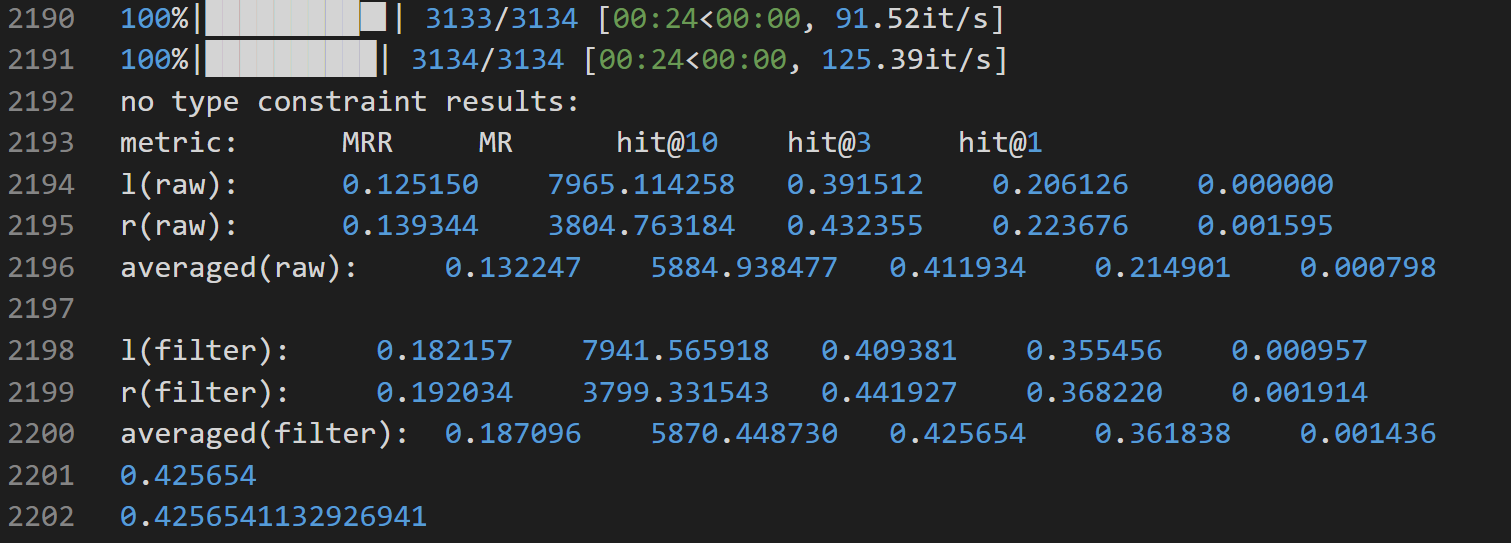 2190 100%|██████████| 3133/3134 [00:24<00:00, 91.52it/s]
2191 100%|██████████| 3134/3134 [00:24<00:00, 125.39it/s]
2192 no type constraint results:
2193 metric: MRR MR hit@10 hit@3 hit@1
2194 l(raw): 0.125150 7965.114258 0.391512 0.206126 0.000000
2195 r(raw): 0.139344 3804.763184 0.432355 0.223676 0.001595
2196 averaged(raw): 0.132247 5884.938477 0.411934 0.214901 0.000798
2197
2198 l(filter): 0.182157 7941.565918 0.409381 0.355456 0.000957
2199 r(filter): 0.192034 3799.331543 0.441927 0.368220 0.001914
2200 averaged(filter): 0.187096 5870.448730 0.425654 0.361838 0.001436
2201 0.425654
2202 0.4256541132926941